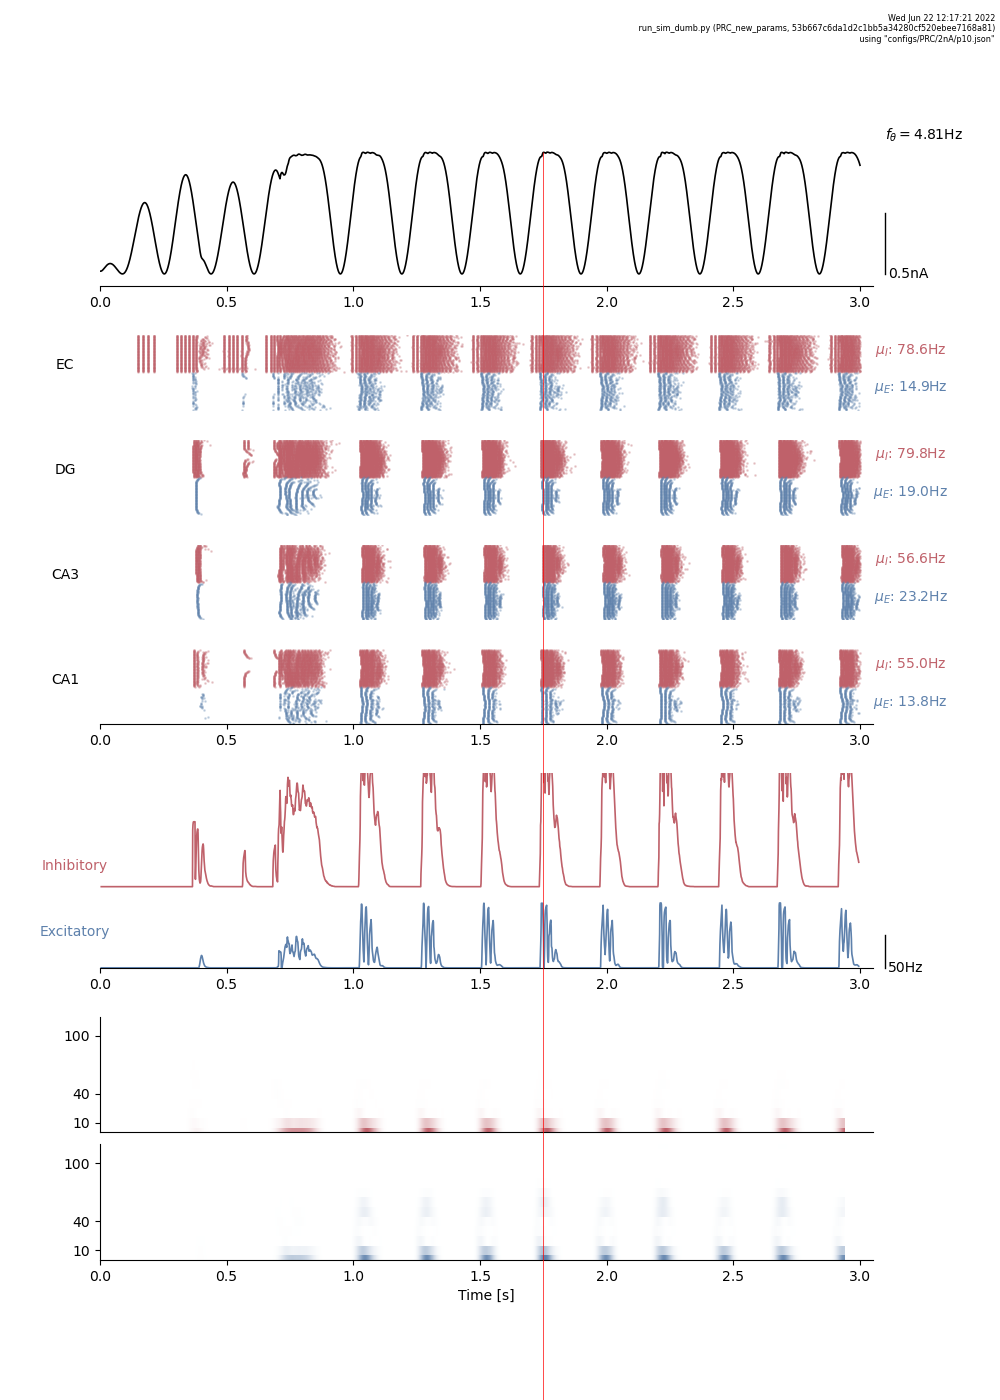 Wed Jun 22 12:17:21 2022
run_sim_dumb.py (PRC_new_params, 53b667c6da1d2c1bb5a34280cf520ebee7168a81)
using "configs/PRC/2nA/p10.json"
f_θ = 4.81Hz
0.5nA
0.0 0.5 1.0 1.5 2.0 2.5 3.0
EC
μ_I: 78.6Hz
μ_E: 14.9Hz
DG
μ_I: 79.8Hz
μ_E: 19.0Hz
CA3
μ_I: 56.6Hz
μ_E: 23.2Hz
CA1
μ_I: 55.0Hz
μ_E: 13.8Hz
0.0 0.5 1.0 1.5 2.0 2.5 3.0
Inhibitory
Excitatory
50Hz
0.0 0.5 1.0 1.5 2.0 2.5 3.0
100
40
10
100
40
10
0.0 0.5 1.0 1.5 2.0 2.5 3.0
Time [s]